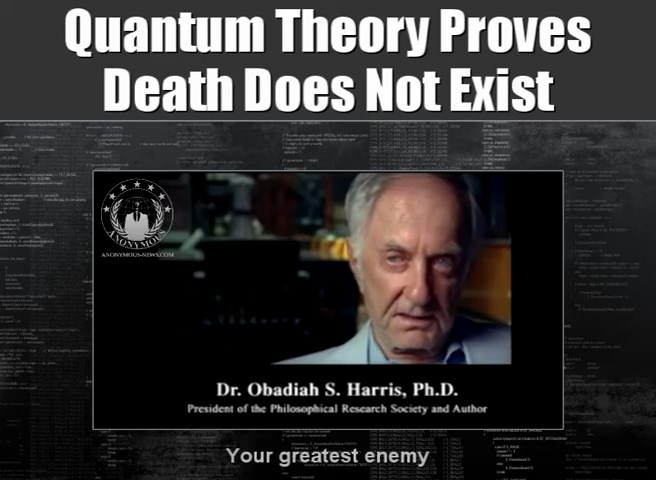 Quantum Theory Proves
Death Does Not Exist
ANONYMOUS
ANONYMOUS-NEWS.COM
Dr. Obadiah S. Harris, Ph.D.
President of the Philosophical Research Society and Author
Your greatest enemy